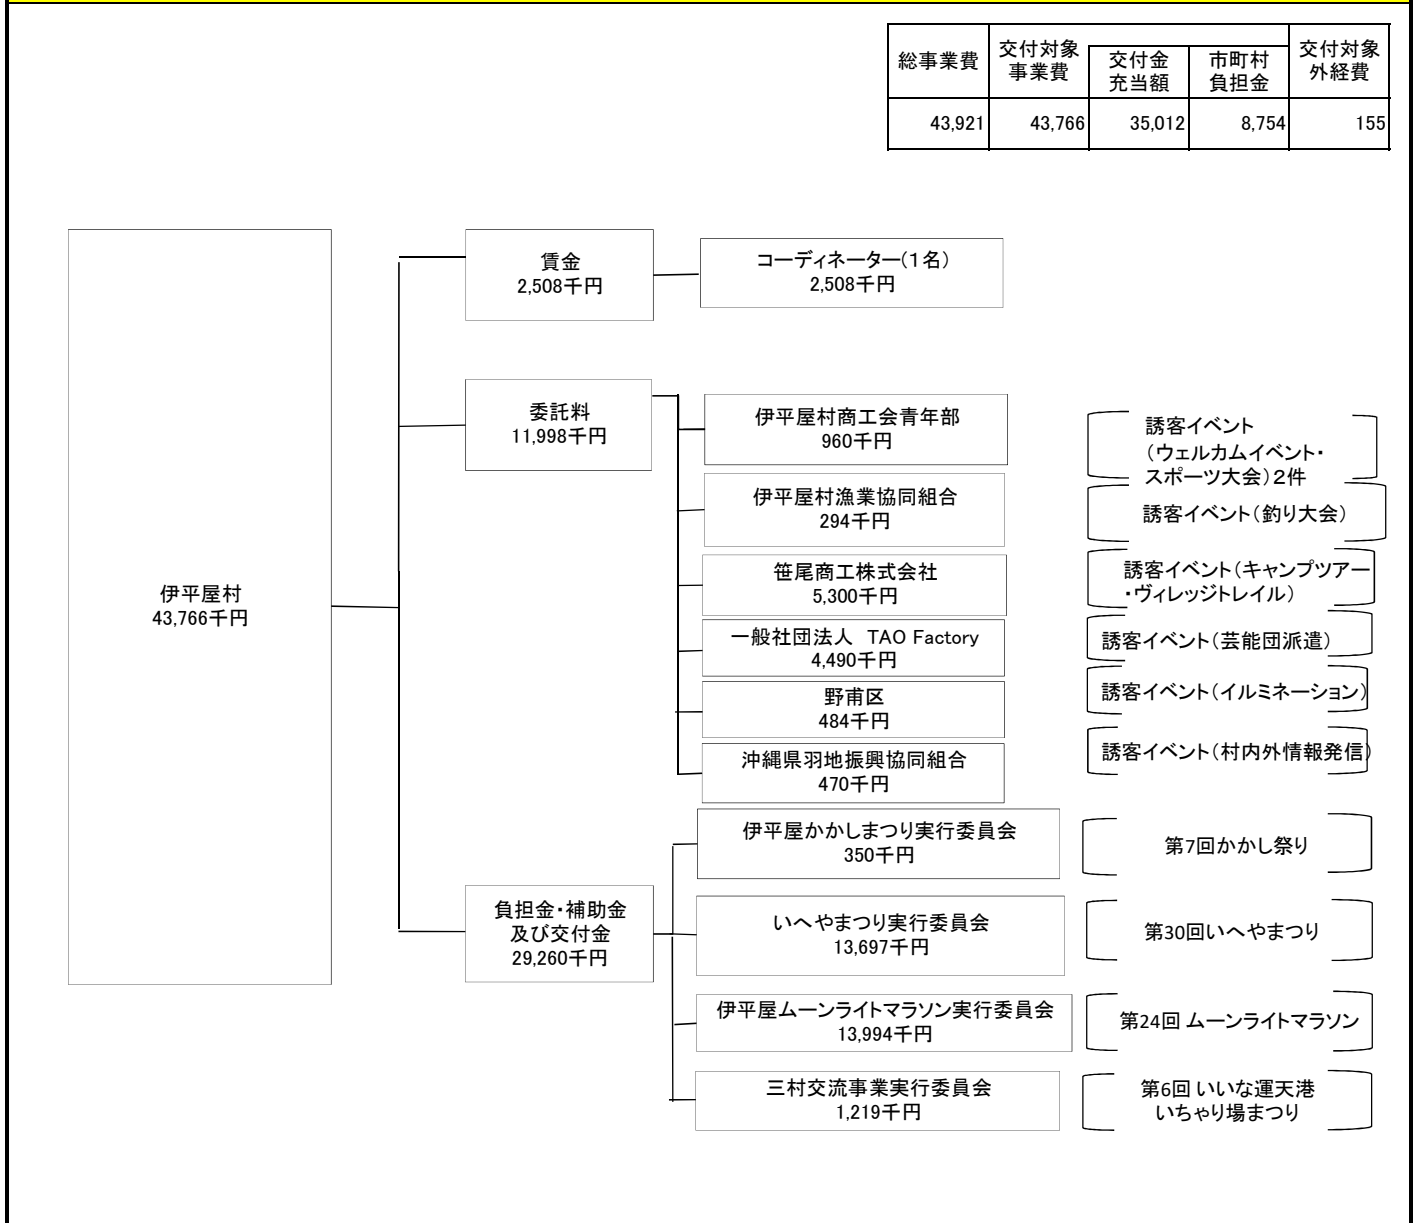 総事業費
交付対象
事業費
交付金
充当額
市町村
負担金
交付対象
外経費
43,921
43,766
35,012
8,754
155
伊平屋村
43,766千円
賃金
2,508千円
コーディネーター(1名)
2,508千円
委託料
11,998千円
伊平屋村商工会青年部
960千円
誘客イベント
(ウェルカムイベント・
スポーツ大会)2件
伊平屋村漁業協同組合
294千円
誘客イベント(釣り大会)
笹尾商工株式会社
5,300千円
誘客イベント(キャンプツアー
・ヴィレッジトレイル)
一般社団法人 TAO Factory
4,490千円
誘客イベント(芸能団派遣)
野甫区
484千円
誘客イベント(イルミネーション)
沖縄県羽地振興協同組合
470千円
誘客イベント(村内外情報発信)
負担金・補助金
及び交付金
29,260千円
伊平屋かかしまつり実行委員会
350千円
第7回かかし祭り
いへやまつり実行委員会
13,697千円
第30回いへやまつり
伊平屋ムーンライトマラソン実行委員会
13,994千円
第24回 ムーンライトマラソン
三村交流事業実行委員会
1,219千円
第6回 いいな運天港
いちゃり場まつり